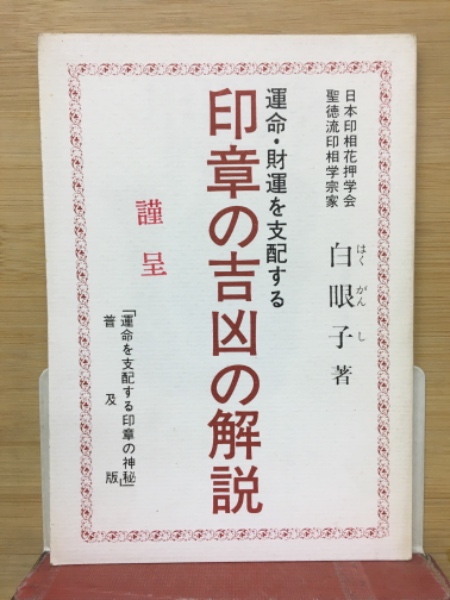 日本印相花押学会
聖徳流印相学宗家
白眼子著
はくがんし
運命・財運を支配する
印章の吉凶の解説
謹呈
「運命を支配する印章の神秘」
普及版